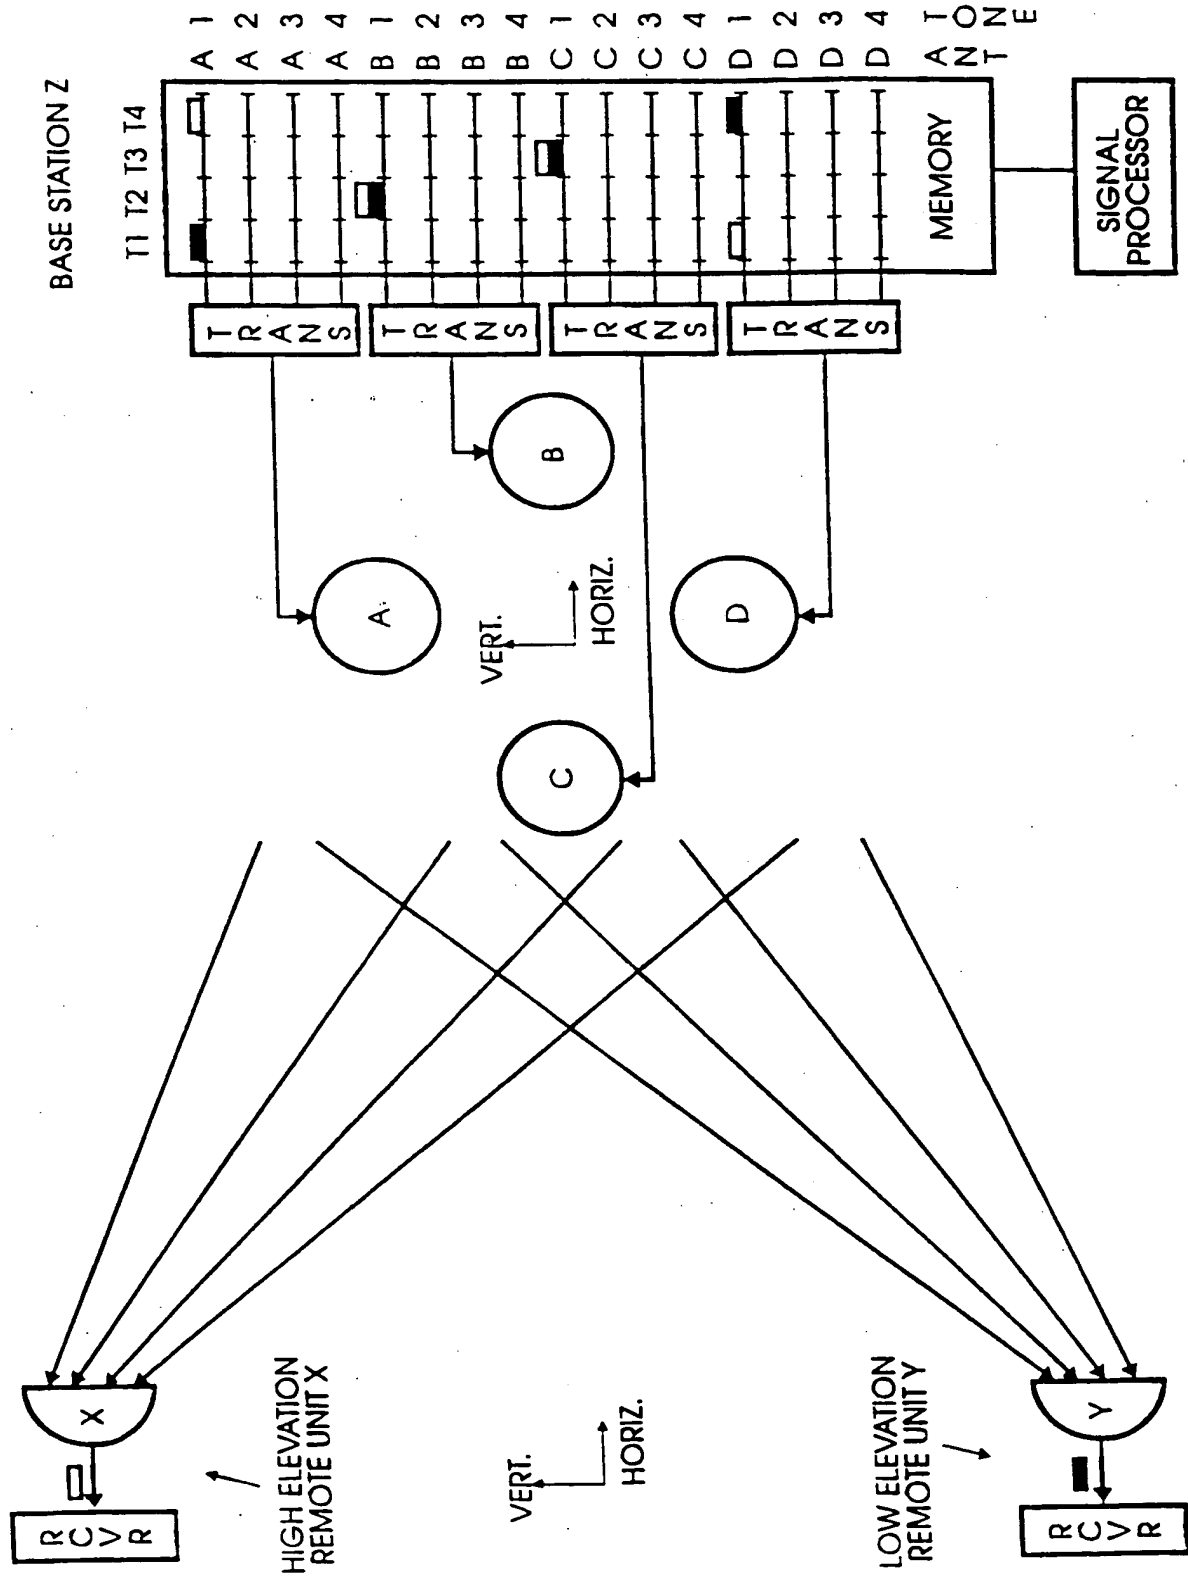 BASE STATION Z
T1 T2 T3 T4
A 1
A 2
A 3
A 4
B 1
B 2
B 3
B 4
C 1
C 2
C 3
C 4
D 1
D 2
D 3
D 4
ANT
TONE
MEMORY
SIGNAL
PROCESSOR
TRANS
TRANS
TRANS
TRANS
A
B
C
D
VERT.
HORIZ.
X
Y
HIGH ELEVATION
REMOTE UNIT X
VERT.
HORIZ.
LOW ELEVATION
REMOTE UNIT Y
RCVR
RCVR